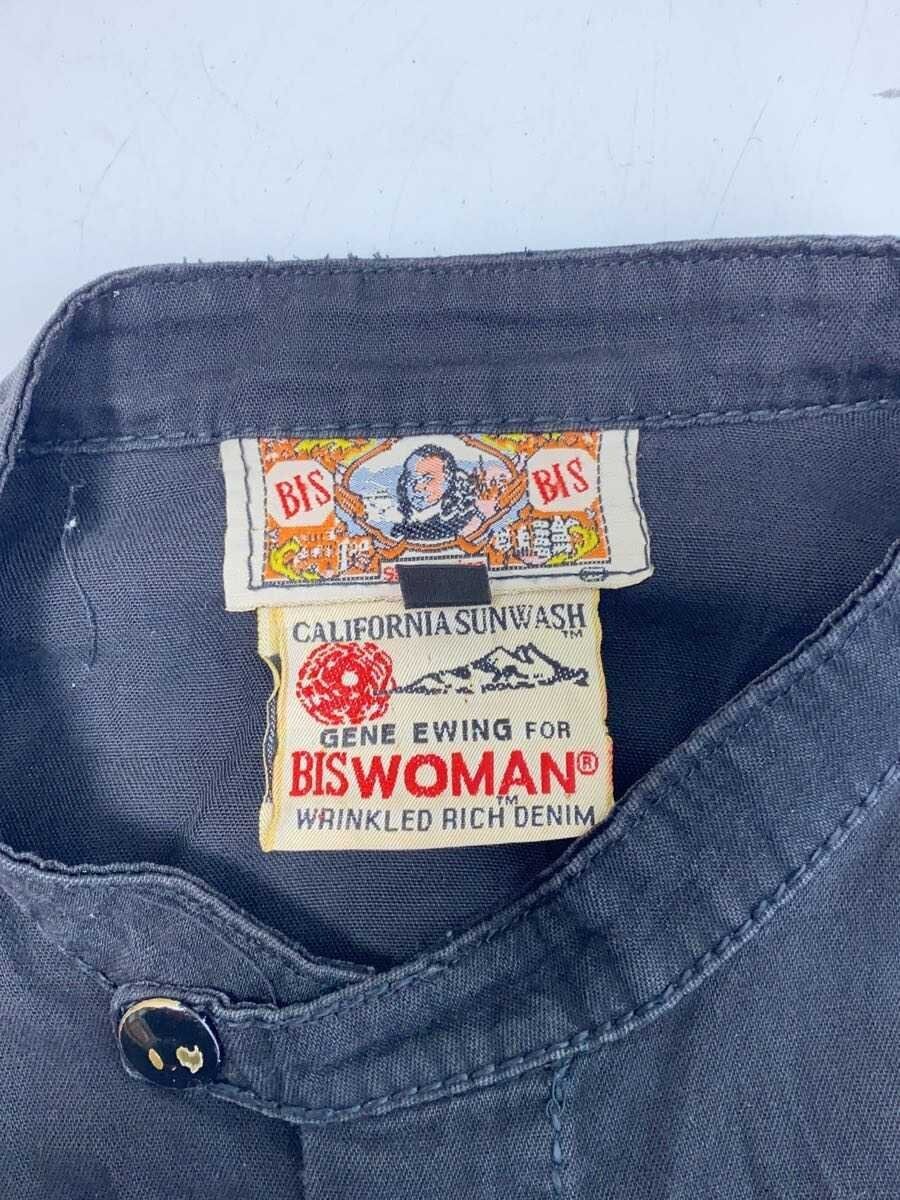 BIS BIS
CALIFORNIA SUNWASH™
GENE EWING FOR
BISWOMAN®
WRINKLED RICH™ DENIM